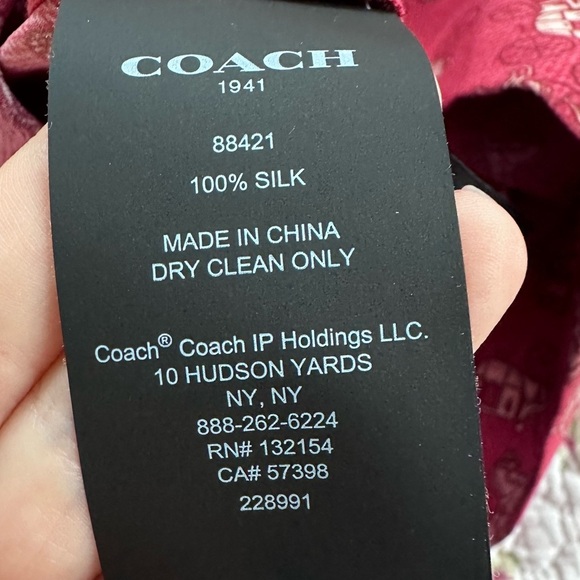 COACH
1941
88421
100% SILK
MADE IN CHINA
DRY CLEAN ONLY
Coach® Coach IP Holdings LLC.
10 HUDSON YARDS
NY, NY
888-262-6224
RN# 132154
CA# 57398
228991